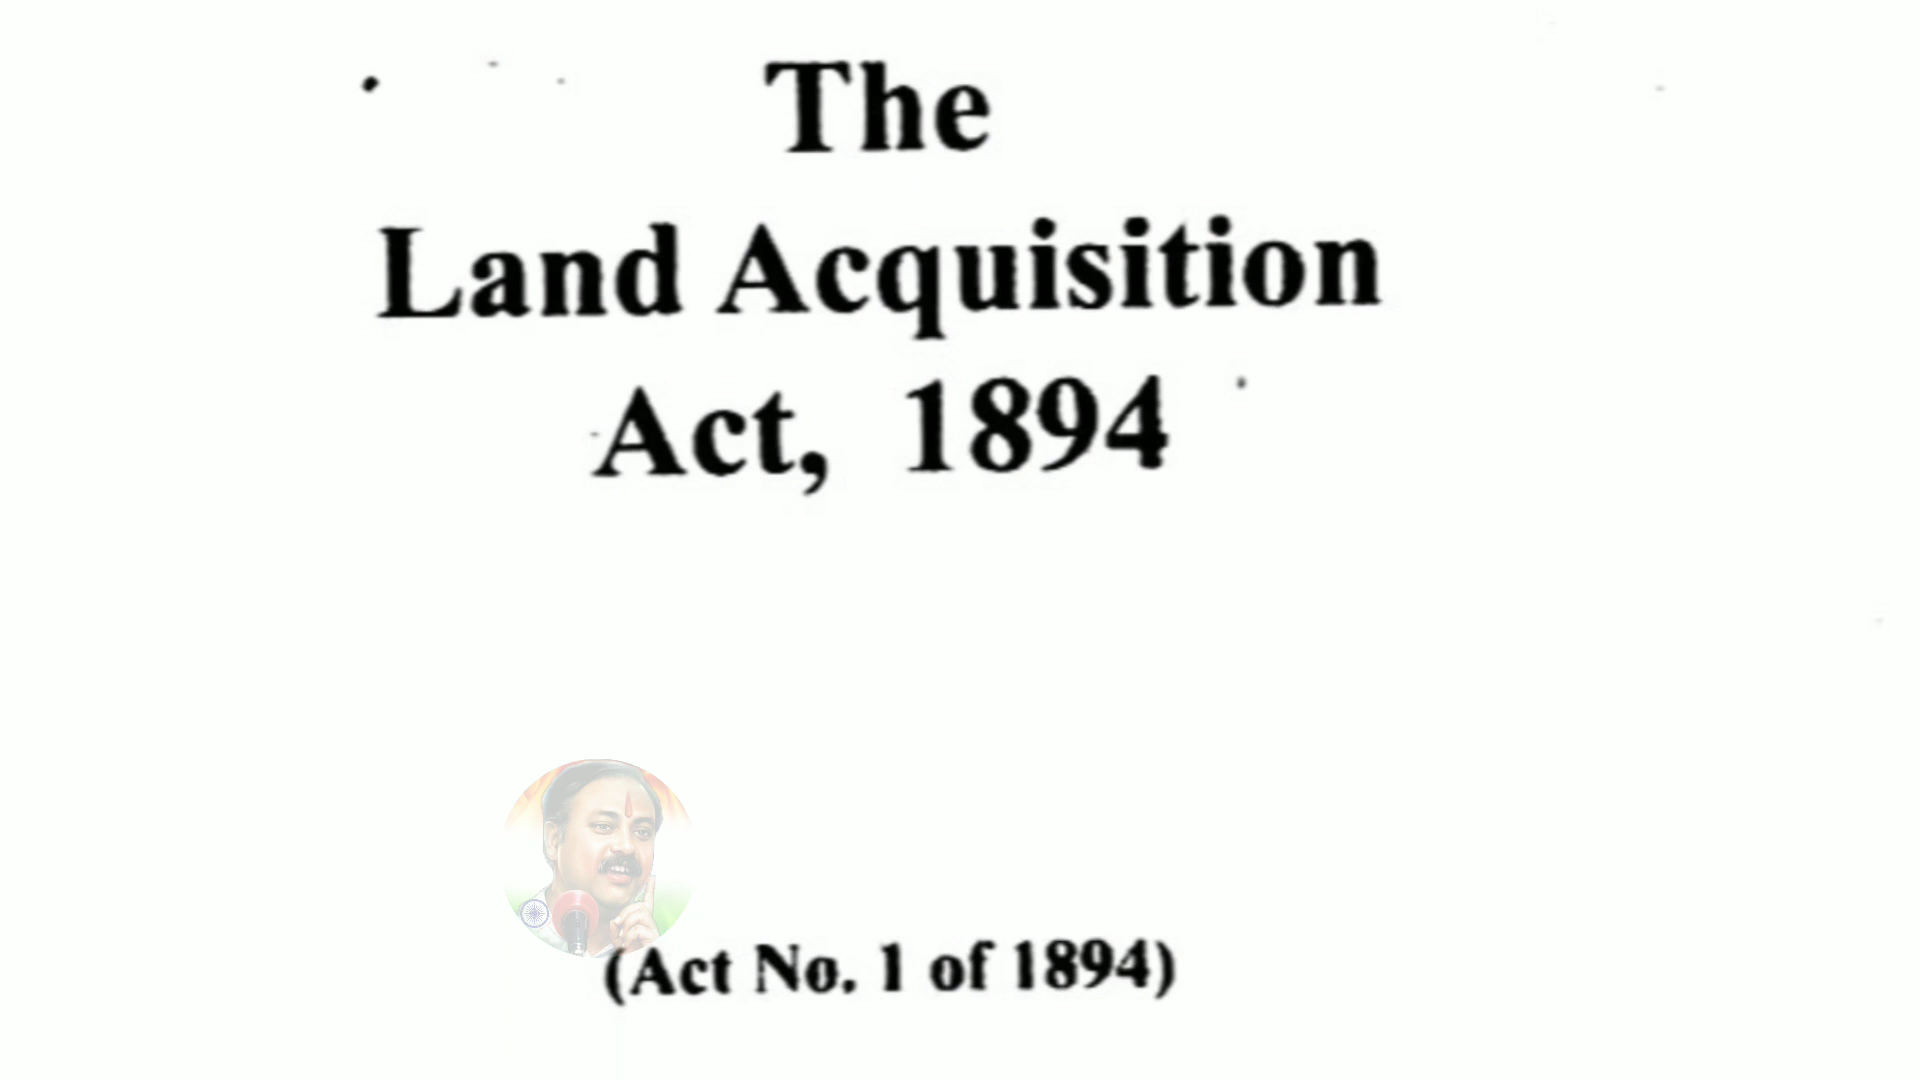 The
Land Acquisition
Act, 1894
(Act No. 1 of 1894)